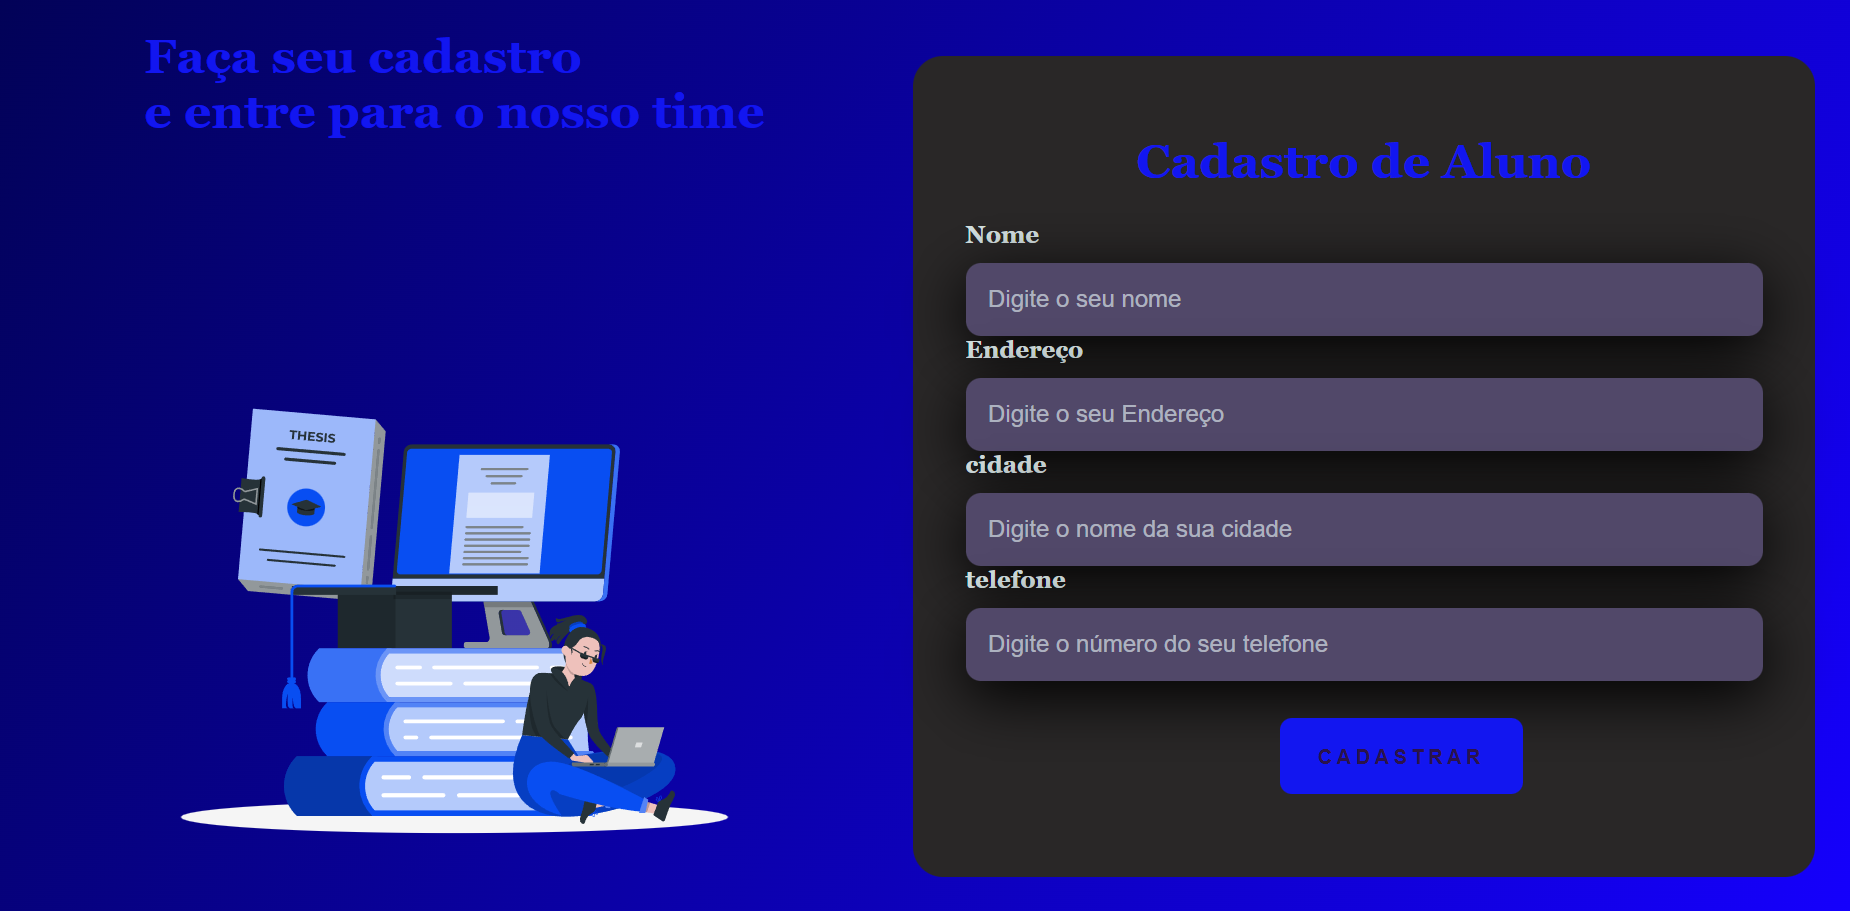 Faça seu cadastro
e entre para o nosso time
THESIS
Cadastro de Aluno
Nome
Digite o seu nome
Endereço
Digite o seu Endereço
cidade
Digite o nome da sua cidade
telefone
Digite o número do seu telefone
CADASTRAR